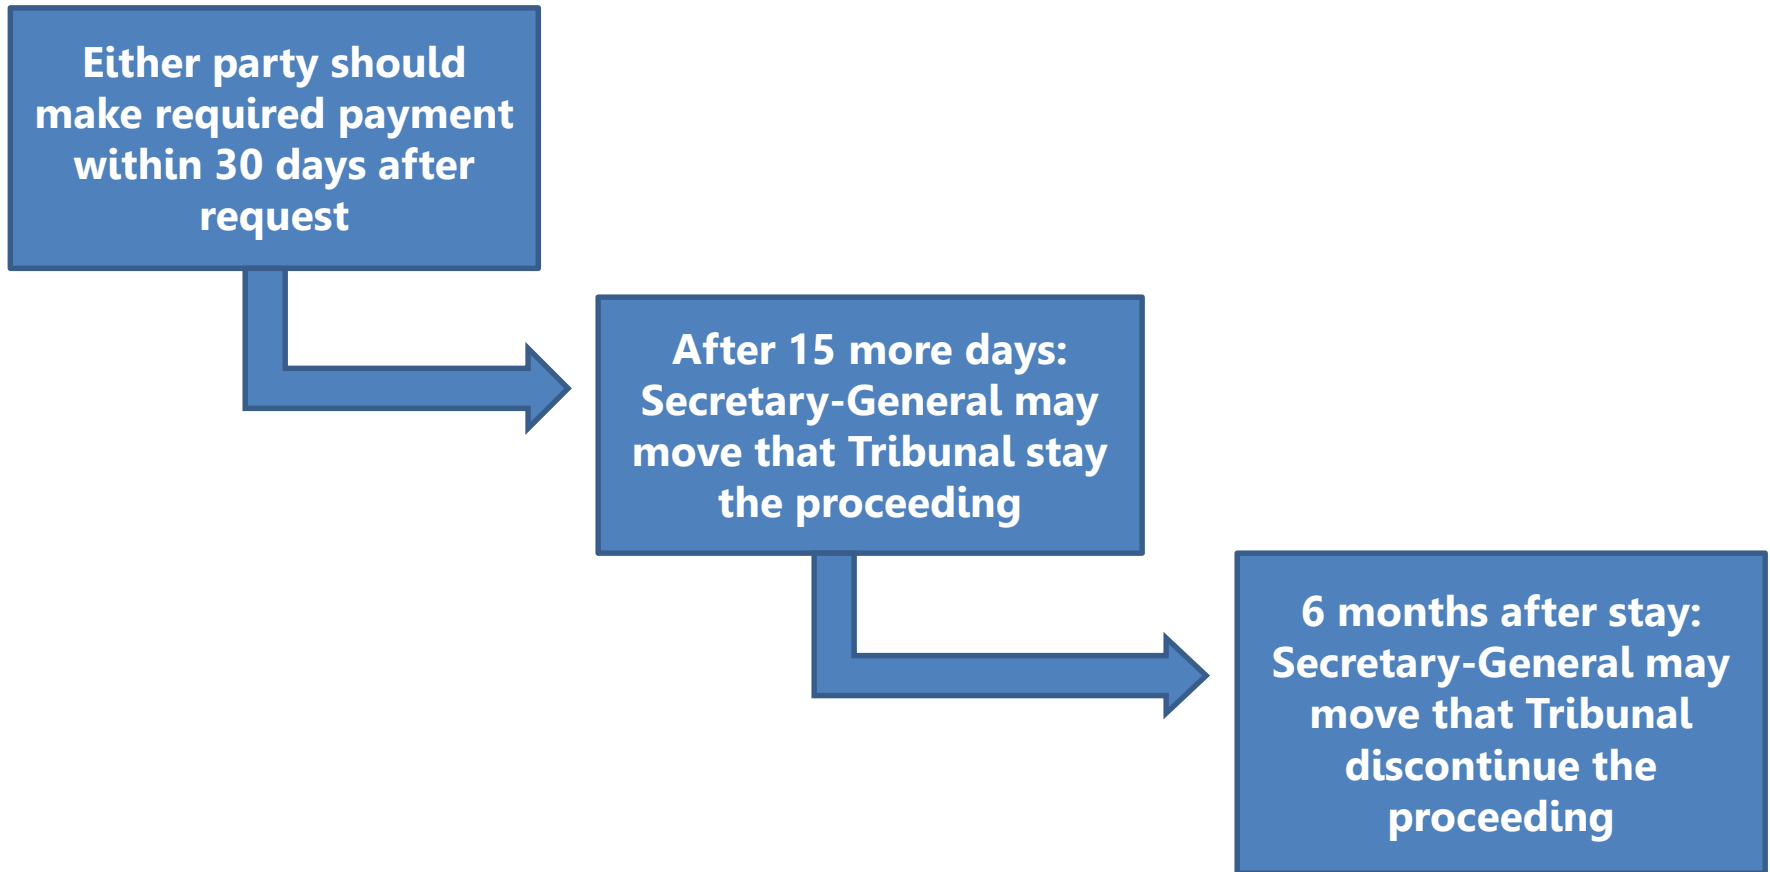 Either party should
make required payment
within 30 days after
request
After 15 more days:
Secretary-General may
move that Tribunal stay
the proceeding
6 months after stay:
Secretary-General may
move that Tribunal
discontinue the
proceeding